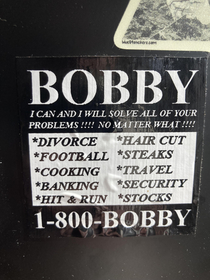 BOBBY
I CAN AND I WILL SOLVE ALL OF YOUR
PROBLEMS !!!! NO MATTER WHAT !!!!
*DIVORCE *HAIR CUT
*FOOTBALL *STEAKS
*COOKING *TRAVEL
*BANKING *SECURITY
*HIT & RUN *STOCKS
1-800-BOBBY